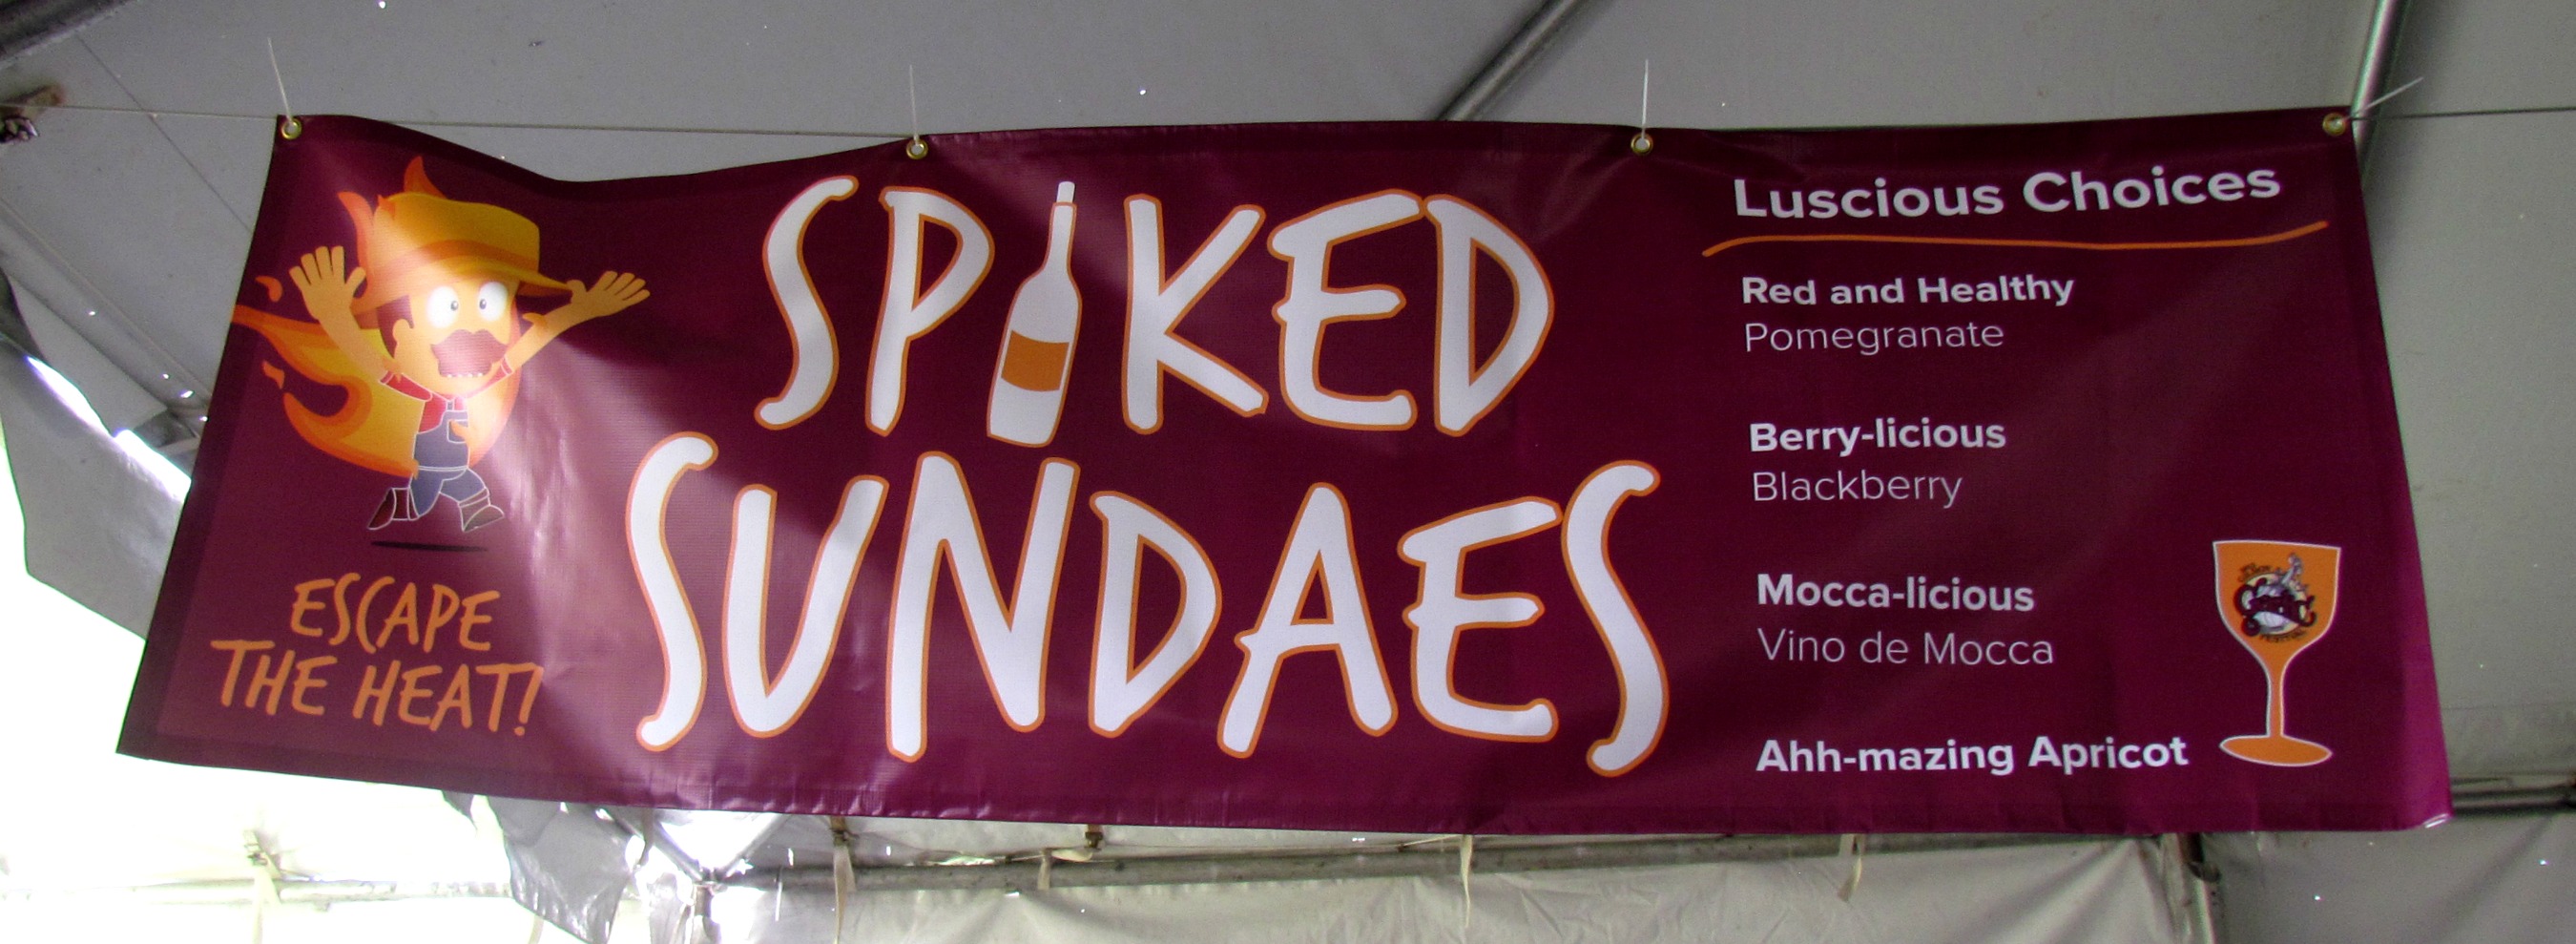 ESCAPE
THE HEAT!
SPIKED
SUNDAES
Luscious Choices
Red and Healthy
Pomegranate
Berry-licious
Blackberry
Mocca-licious
Vino de Mocca
Ahh-mazing Apricot
Garlic